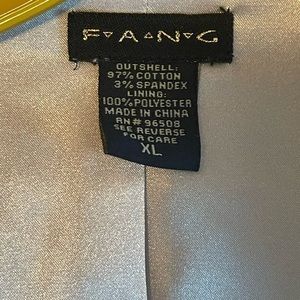 F▾A▴N▾G
OUTSHELL:
97% COTTON
3% SPANDEX
LINING:
100% POLYESTER
MADE IN CHINA
RN# 96508
SEE REVERSE
FOR CARE
XL